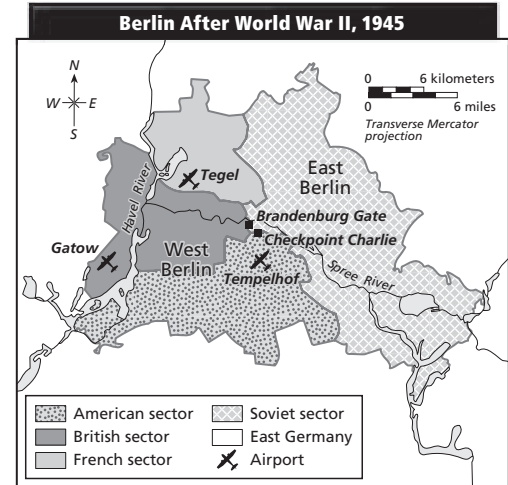 Berlin After World War II, 1945
N
W E
S
0 6 kilometers
0 6 miles
Transverse Mercator
projection
Tegel
East
Berlin
Havel River
Brandenburg Gate
Checkpoint Charlie
Gatow
West
Berlin
Tempelhof
Spree River
American sector
Soviet sector
British sector
East Germany
French sector
Airport